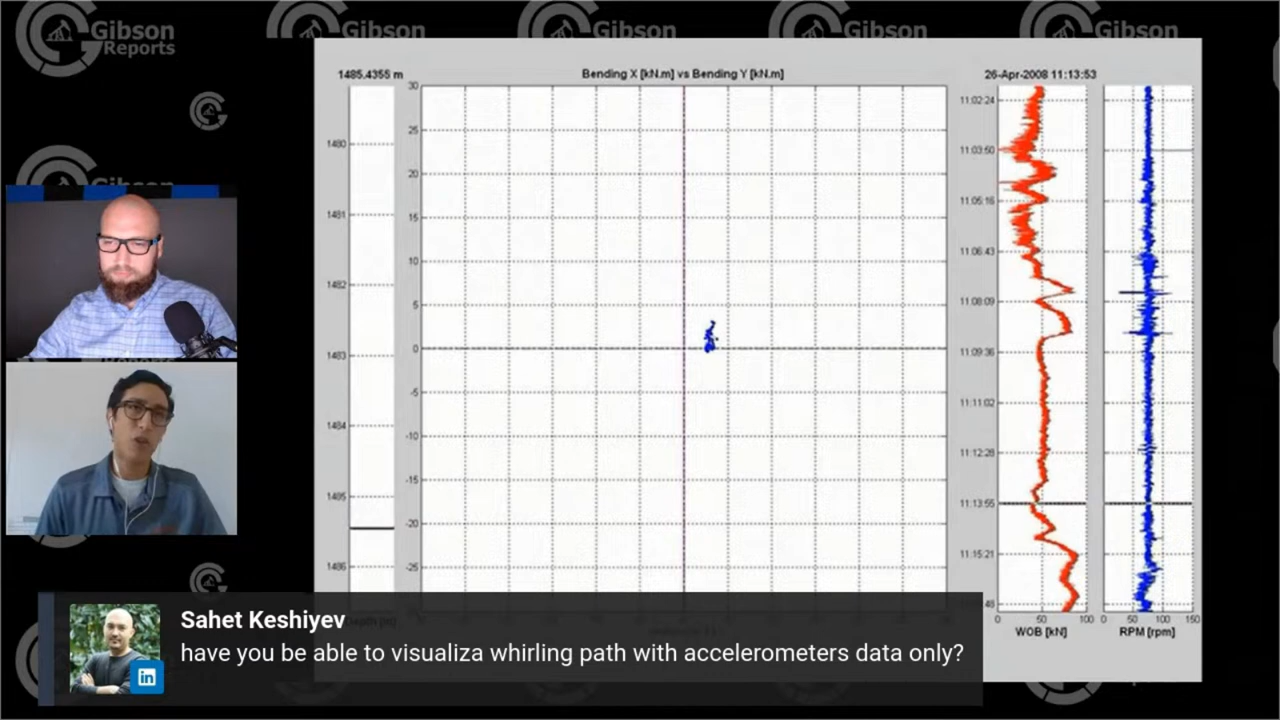 Gibson
Reports
Gibson
Gibson
Gibson
Gibson
1485.4355 m
Bending X [kN.m] vs Bending Y [kN.m]
26-Apr-2008 11:13:53
1480
1481
1482
1483
1484
1485
1486
30
25
20
15
10
5
0
-5
-10
-15
-20
-25
11:02:24
11:03:50
11:05:16
11:06:43
11:08:09
11:09:36
11:11:02
11:12:28
11:13:55
11:15:21
0 50 100
0 50 100 150
WOB [kN]
RPM [rpm]
Sahet Keshiyev
have you be able to visualiza whirling path with accelerometers data only?
in